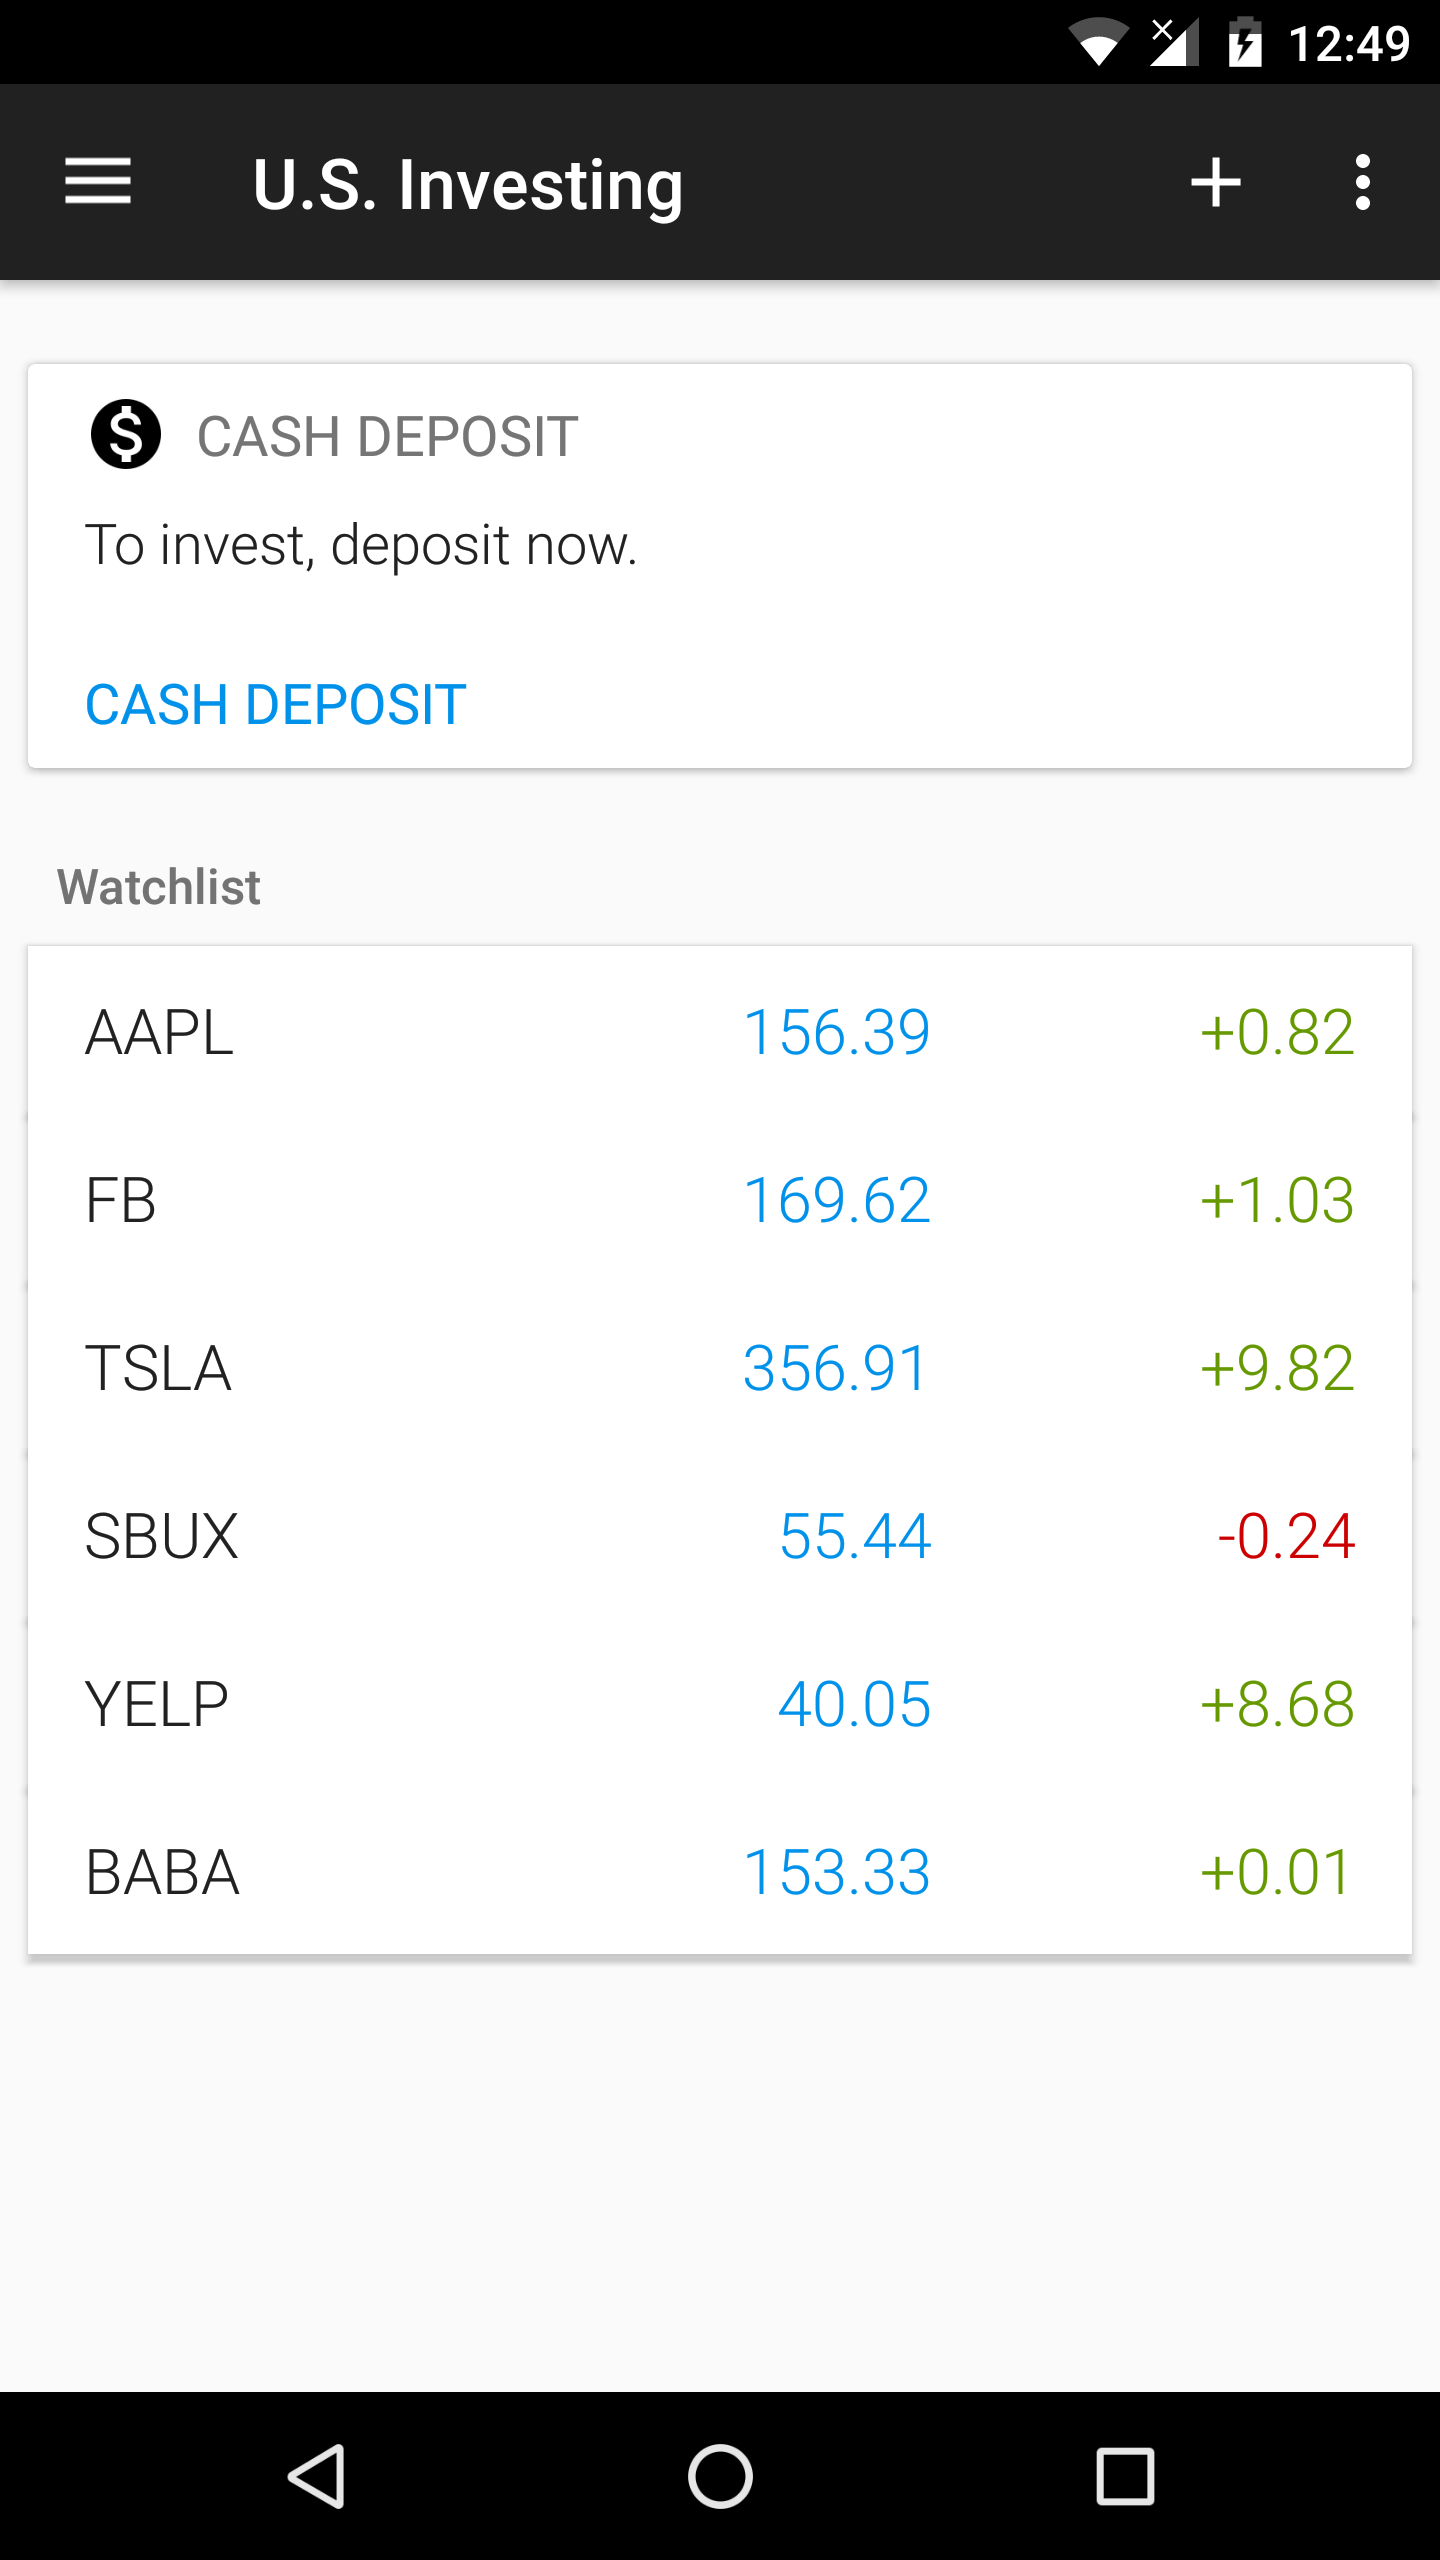 12:49
U.S. Investing
CASH DEPOSIT
To invest, deposit now.
CASH DEPOSIT
Watchlist
AAPL 156.39 +0.82
FB 169.62 +1.03
TSLA 356.91 +9.82
SBUX 55.44 -0.24
YELP 40.05 +8.68
BABA 153.33 +0.01